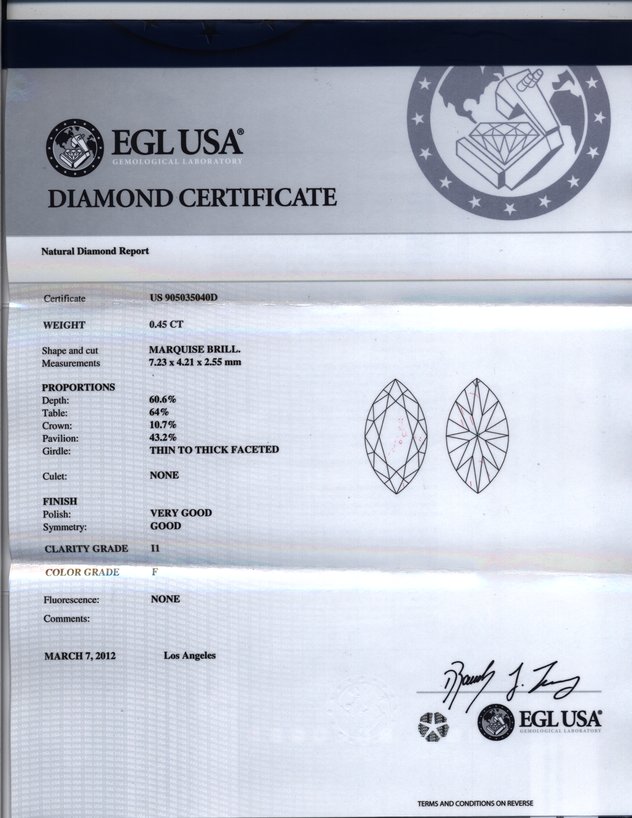 EGL USA®
GEMOLOGICAL LABORATORY
DIAMOND CERTIFICATE
Natural Diamond Report
Certificate US 905035040D
WEIGHT 0.45 CT
Shape and cut MARQUISE BRILL.
Measurements 7.23 x 4.21 x 2.55 mm
PROPORTIONS
Depth: 60.6%
Table: 64%
Crown: 10.7%
Pavilion: 43.2%
Girdle: THIN TO THICK FACETED
Culet: NONE
FINISH
Polish: VERY GOOD
Symmetry: GOOD
CLARITY GRADE I1
COLOR GRADE F
Fluorescence: NONE
Comments:
MARCH 7, 2012 Los Angeles
EGL USA®
GEMOLOGICAL LABORATORY
TERMS AND CONDITIONS ON REVERSE